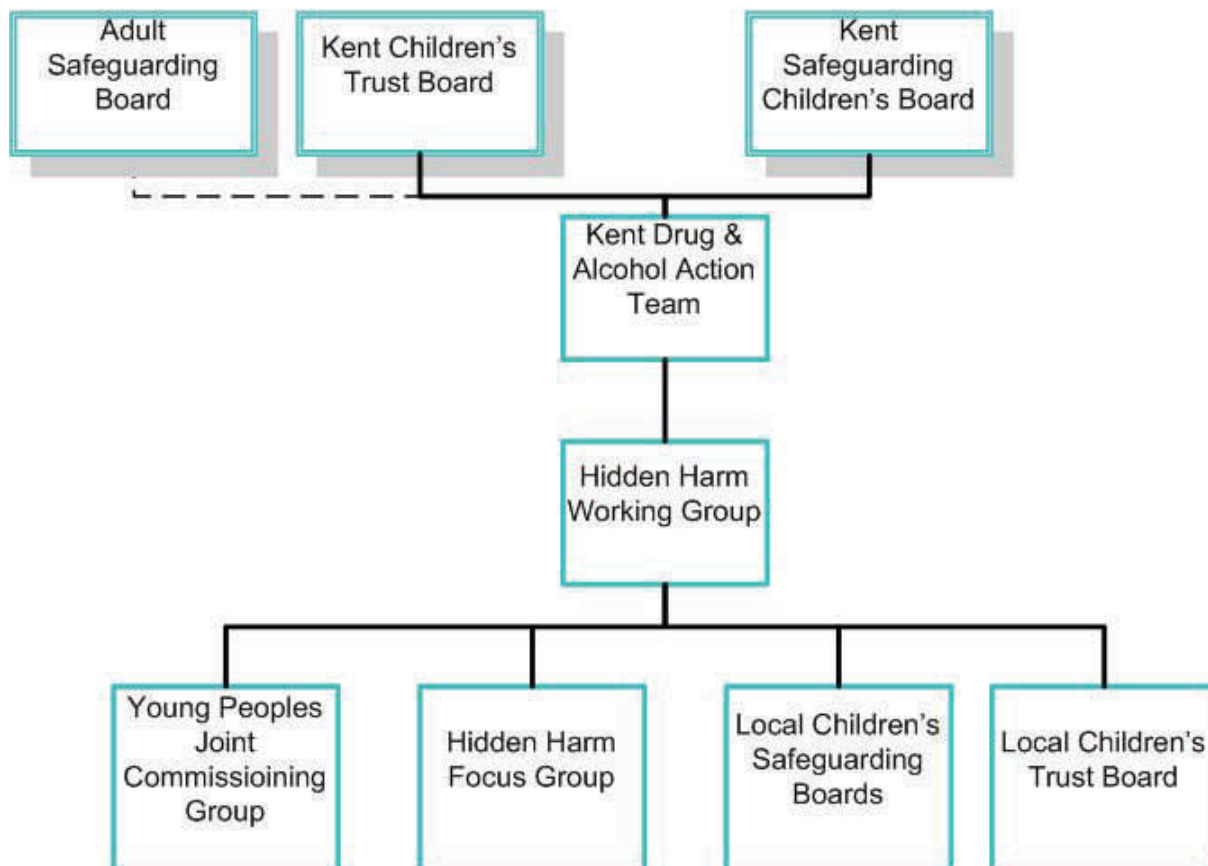 Adult
Safeguarding
Board
Kent Children's
Trust Board
Kent
Safeguarding
Children's Board
Kent Drug &
Alcohol Action
Team
Hidden Harm
Working Group
Young Peoples
Joint
Commissioining
Group
Hidden Harm
Focus Group
Local Children's
Safeguarding
Boards
Local Children's
Trust Board